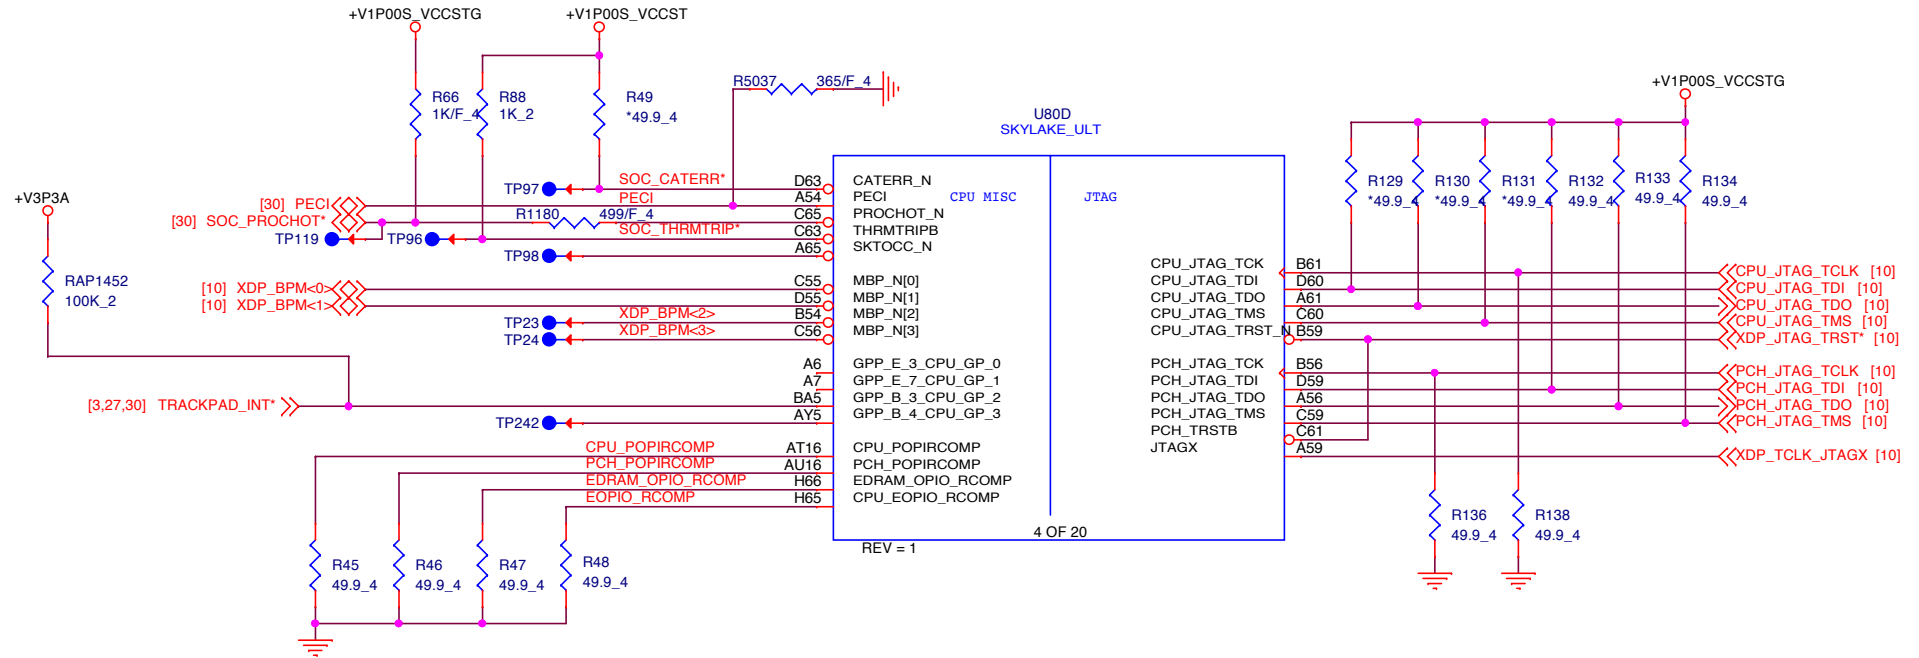 +V1P00S_VCCSTG
+V1P00S_VCCST
R66
1K/F_4
R88
1K_2
R49
*49.9_4
R5037 365/F_4
U80D
SKYLAKE_ULT
+V1P00S_VCCSTG
R129
*49.9_4
R130
*49.9_4
R131
*49.9_4
R132
49.9_4
R133
49.9_4
R134
49.9_4
+V3P3A
RAP1452
100K_2
TP97 SOC_CATERR* D63 CATERR_N
[30] PECI PECI A54 PECI
[30] SOC_PROCHOT* R1180 499/F_4 C65 PROCHOT_N
TP119 TP96 SOC_THRMTRIP* C63 THRMTRIPB
TP98 A65 SKTOCC_N
CPU MISC
JTAG
[10] XDP_BPM<0> C55 MBP_N[0]
[10] XDP_BPM<1> D55 MBP_N[1]
TP23 XDP_BPM<2> B54 MBP_N[2]
TP24 XDP_BPM<3> C56 MBP_N[3]
A6 GPP_E_3_CPU_GP_0
A7 GPP_E_7_CPU_GP_1
[3,27,30] TRACKPAD_INT* BA5 GPP_B_3_CPU_GP_2
TP242 AY5 GPP_B_4_CPU_GP_3
CPU_POPIRCOMP AT16 CPU_POPIRCOMP
PCH_POPIRCOMP AU16 PCH_POPIRCOMP
EDRAM_OPIO_RCOMP H66 EDRAM_OPIO_RCOMP
EOPIO_RCOMP H65 CPU_EOPIO_RCOMP
CPU_JTAG_TCK B61 CPU_JTAG_TCLK [10]
CPU_JTAG_TDI D60 CPU_JTAG_TDI [10]
CPU_JTAG_TDO A61 CPU_JTAG_TDO [10]
CPU_JTAG_TMS C60 CPU_JTAG_TMS [10]
CPU_JTAG_TRST_N B59 XDP_JTAG_TRST* [10]
PCH_JTAG_TCK B56 PCH_JTAG_TCLK [10]
PCH_JTAG_TDI D59 PCH_JTAG_TDI [10]
PCH_JTAG_TDO A56 PCH_JTAG_TDO [10]
PCH_JTAG_TMS C59 PCH_JTAG_TMS [10]
PCH_TRSTB C61
JTAGX A59 XDP_TCLK_JTAGX [10]
R136
49.9_4
R138
49.9_4
4 OF 20
REV = 1
R45
49.9_4
R46
49.9_4
R47
49.9_4
R48
49.9_4